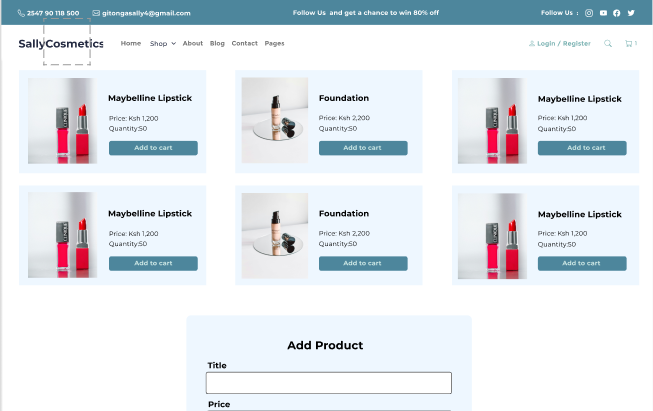 2547 90 118 500 gitongasally4@gmail.com Follow Us and get a chance to win 80% off Follow Us :
SallyCosmetics Home Shop About Blog Contact Pages Login / Register 1
Maybelline Lipstick
Price: Ksh 1,200
Quantity:50
Add to cart
Foundation
Price: Ksh 2,200
Quantity:50
Add to cart
Maybelline Lipstick
Price: Ksh 1,200
Quantity:50
Add to cart
Maybelline Lipstick
Price: Ksh 1,200
Quantity:50
Add to cart
Foundation
Price: Ksh 2,200
Quantity:50
Add to cart
Maybelline Lipstick
Price: Ksh 1,200
Quantity:50
Add to cart
Add Product
Title
Price